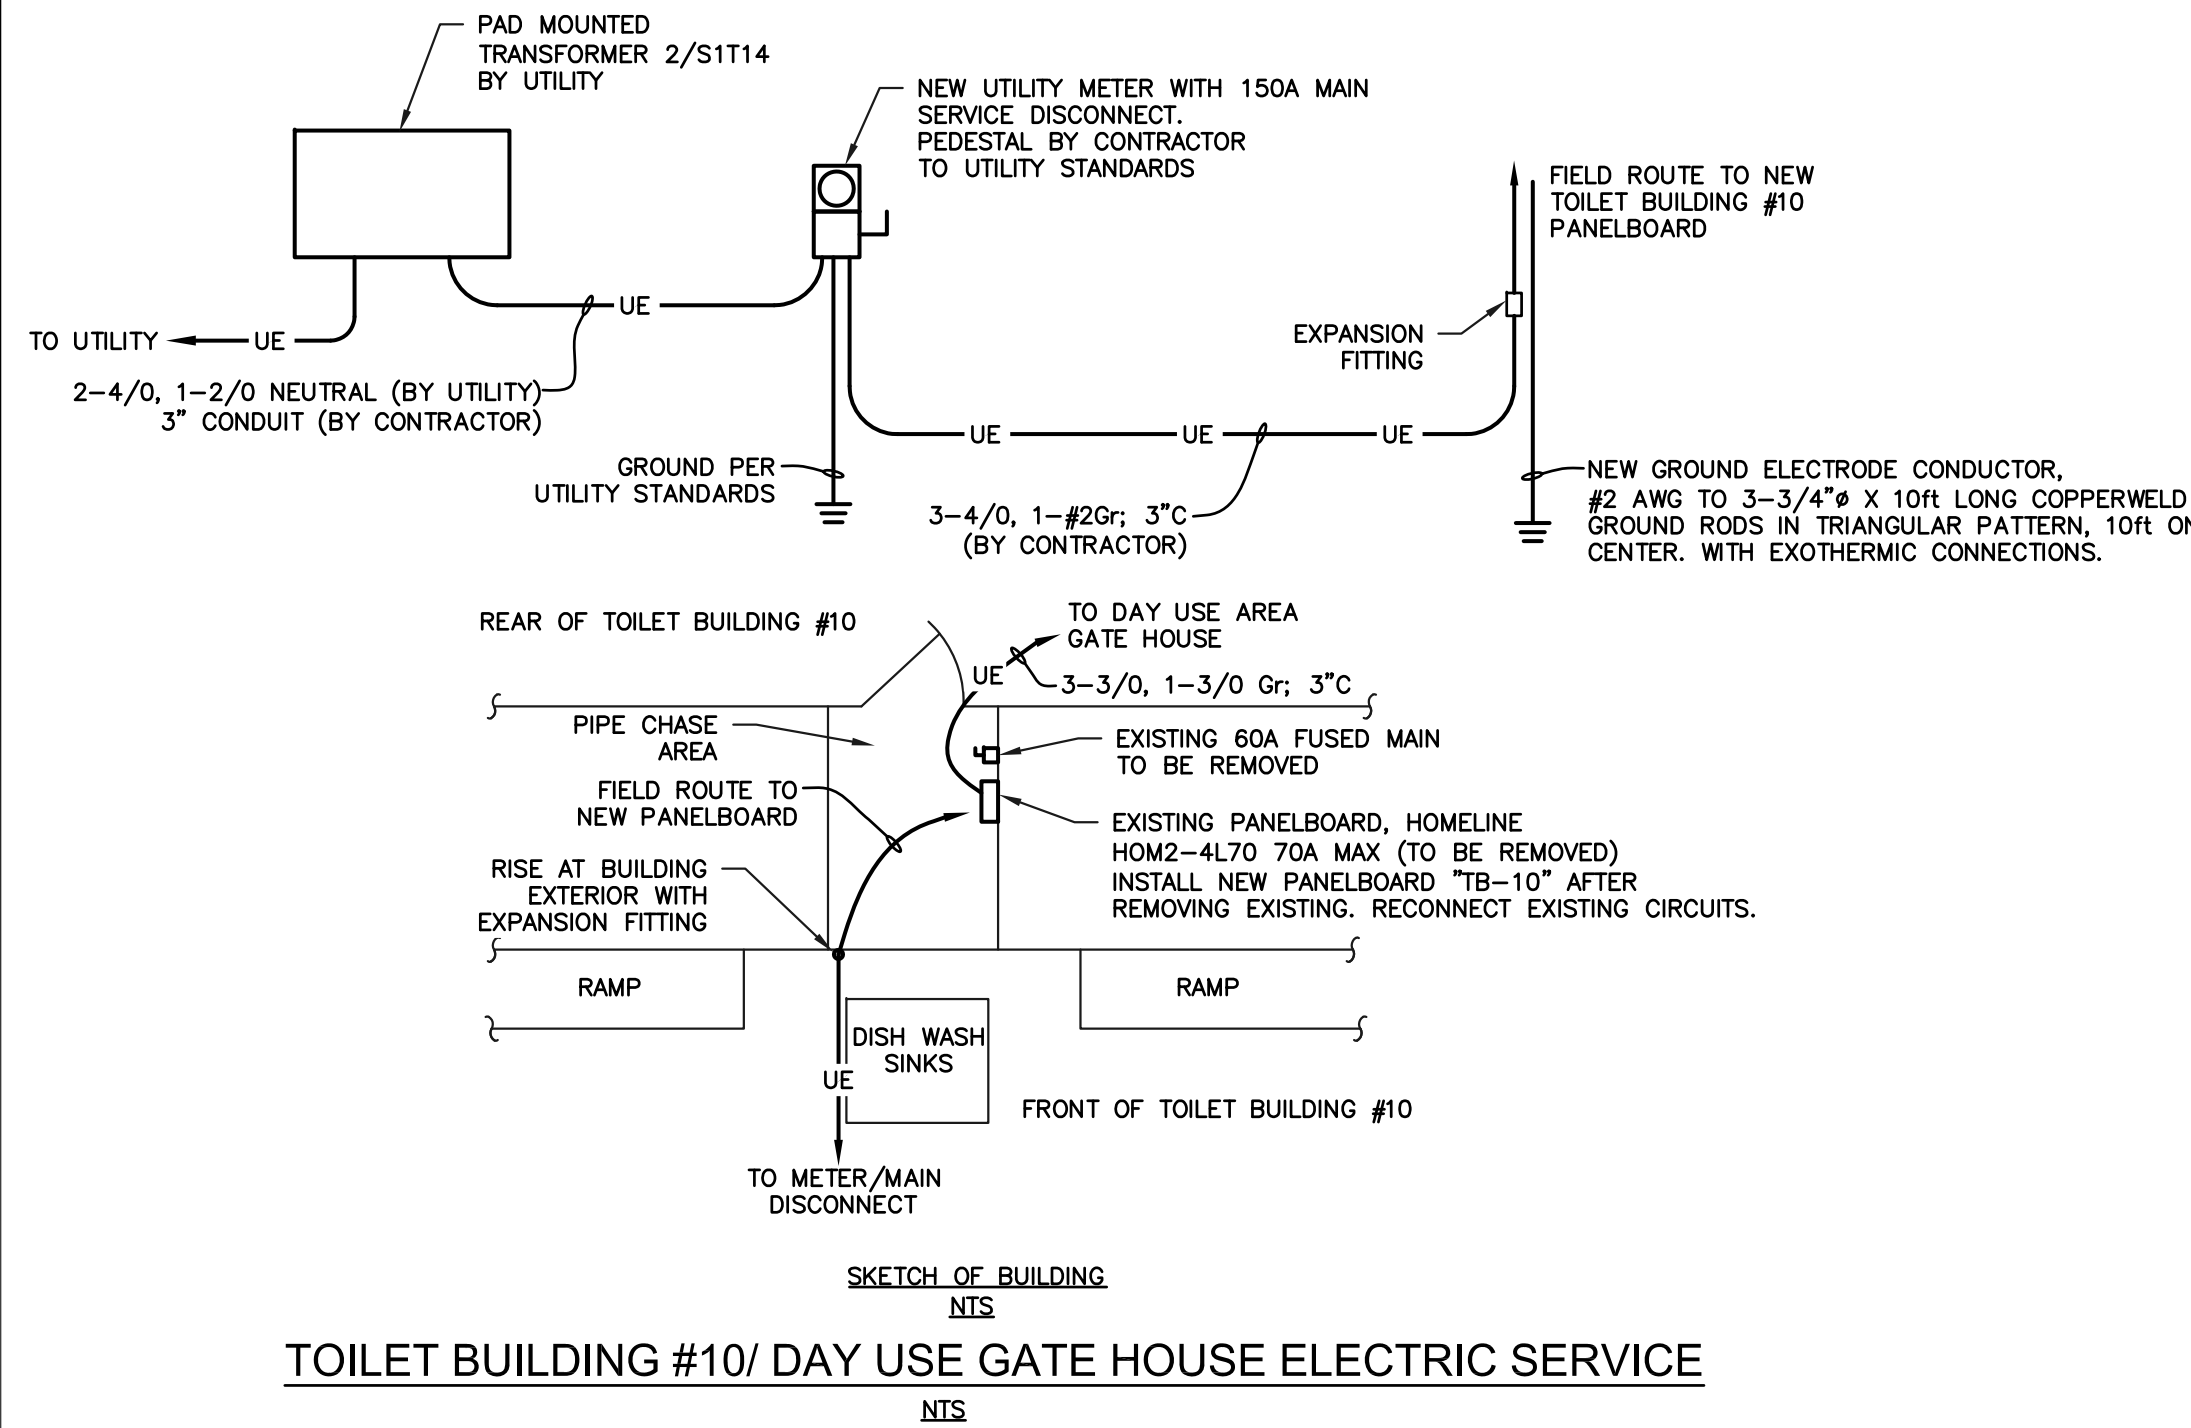 PAD MOUNTED
TRANSFORMER 2/S1T14
BY UTILITY
NEW UTILITY METER WITH 150A MAIN
SERVICE DISCONNECT.
PEDESTAL BY CONTRACTOR
TO UTILITY STANDARDS
FIELD ROUTE TO NEW
TOILET BUILDING #10
PANELBOARD
UE
TO UTILITY
UE
EXPANSION
FITTING
2-4/0, 1-2/0 NEUTRAL (BY UTILITY)
3" CONDUIT (BY CONTRACTOR)
UE
UE
UE
GROUND PER
UTILITY STANDARDS
3-4/0, 1-#2Gr; 3"C
(BY CONTRACTOR)
NEW GROUND ELECTRODE CONDUCTOR,
#2 AWG TO 3-3/4"ø X 10ft LONG COPPERWELD
GROUND RODS IN TRIANGULAR PATTERN, 10ft ON
CENTER. WITH EXOTHERMIC CONNECTIONS.
REAR OF TOILET BUILDING #10
TO DAY USE AREA
GATE HOUSE
UE
3-3/0, 1-3/0 Gr; 3"C
PIPE CHASE
AREA
EXISTING 60A FUSED MAIN
TO BE REMOVED
FIELD ROUTE TO
NEW PANELBOARD
EXISTING PANELBOARD, HOMELINE
HOM2-4L70 70A MAX (TO BE REMOVED)
INSTALL NEW PANELBOARD "TB-10" AFTER
REMOVING EXISTING. RECONNECT EXISTING CIRCUITS.
RISE AT BUILDING
EXTERIOR WITH
EXPANSION FITTING
RAMP
RAMP
DISH WASH
SINKS
UE
FRONT OF TOILET BUILDING #10
TO METER/MAIN
DISCONNECT
SKETCH OF BUILDING
NTS
TOILET BUILDING #10/ DAY USE GATE HOUSE ELECTRIC SERVICE
NTS